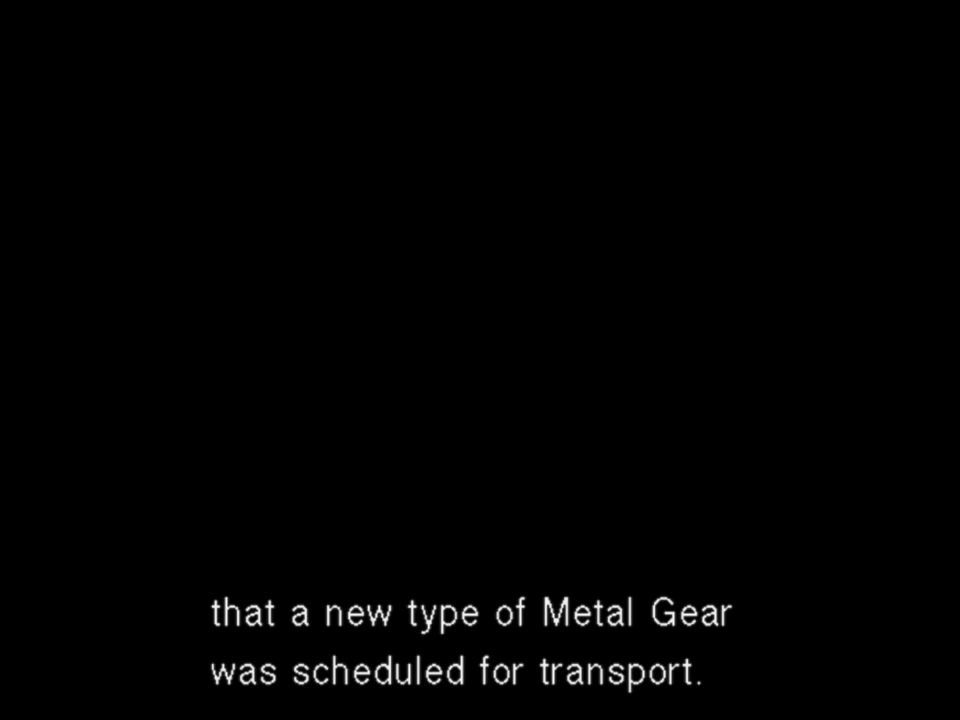 that a new type of Metal Gear
was scheduled for transport.